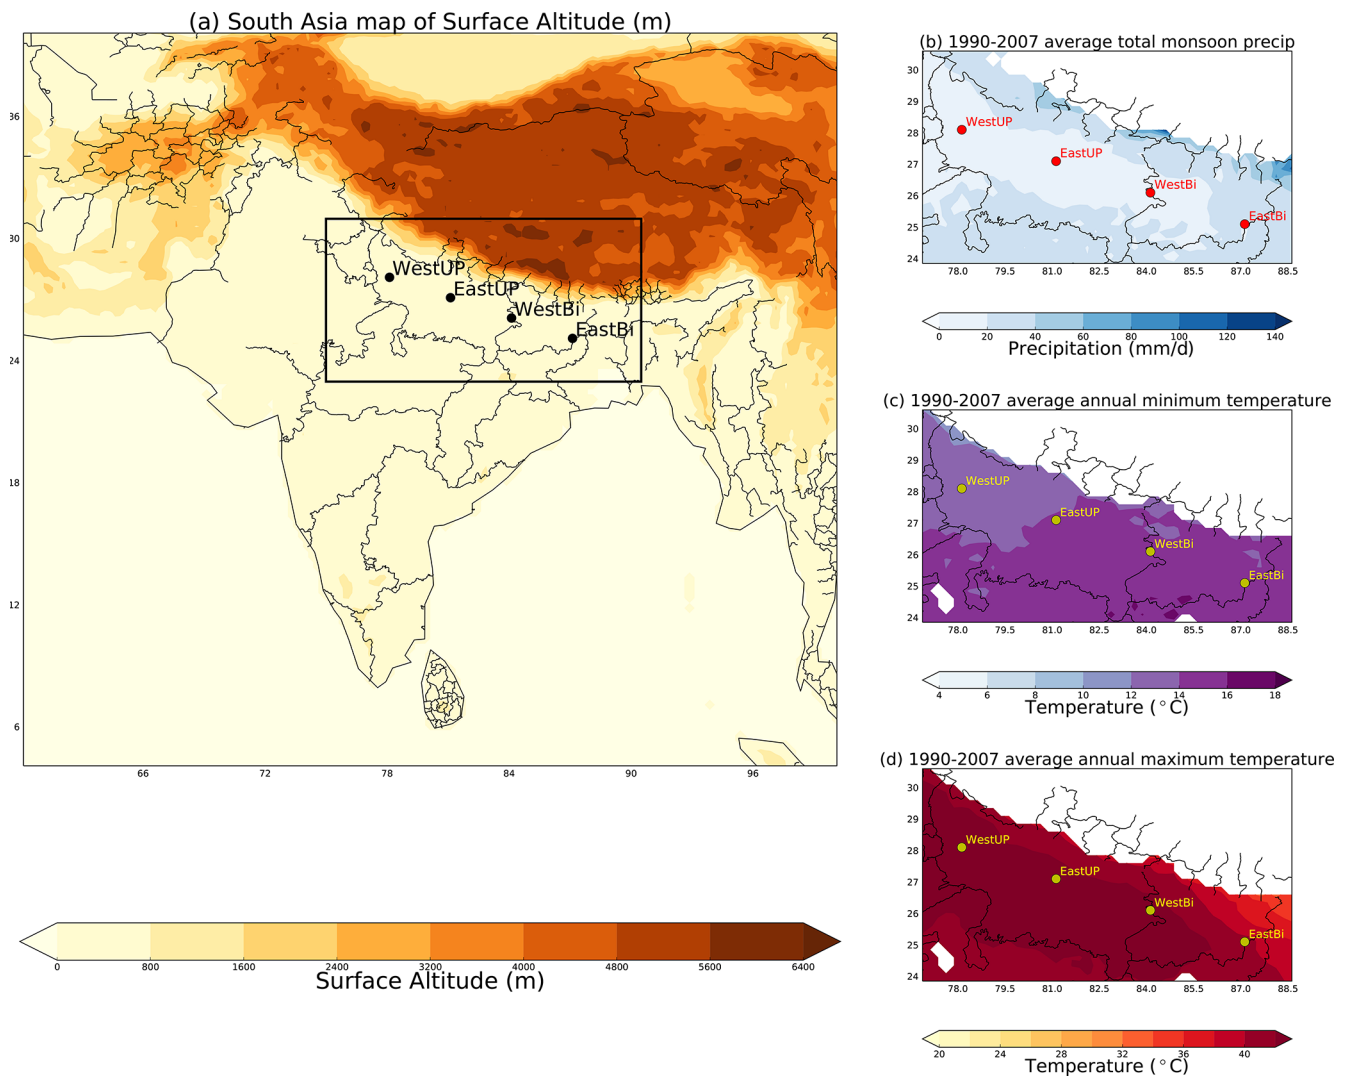 (a) South Asia map of Surface Altitude (m)
36
30
24
18
12
6
66 72 78 84 90 96
WestUP
EastUP
WestBi
EastBi
0 800 1600 2400 3200 4000 4800 5600 6400
Surface Altitude (m)
(b) 1990-2007 average total monsoon precip
30
29
28
27
26
25
24
WestUP
EastUP
WestBi
EastBi
78.0 79.5 81.0 82.5 84.0 85.5 87.0 88.5
0 20 40 60 80 100 120 140
Precipitation (mm/d)
(c) 1990-2007 average annual minimum temperature
30
29
28
27
26
25
24
WestUP
EastUP
WestBi
EastBi
78.0 79.5 81.0 82.5 84.0 85.5 87.0 88.5
4 6 8 10 12 14 16 18
Temperature (°C)
(d) 1990-2007 average annual maximum temperature
30
29
28
27
26
25
24
WestUP
EastUP
WestBi
EastBi
78.0 79.5 81.0 82.5 84.0 85.5 87.0 88.5
20 24 28 32 36 40
Temperature (°C)